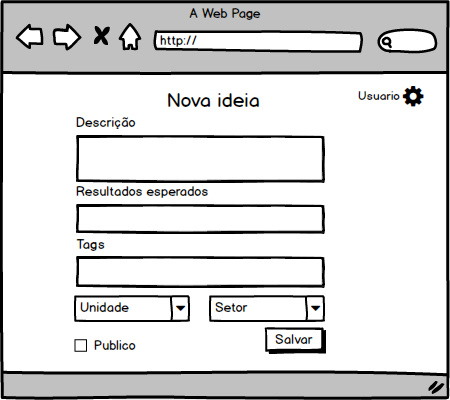 A Web Page
http://
Nova ideia
Usuario
Descrição
Resultados esperados
Tags
Unidade
Setor
Publico
Salvar